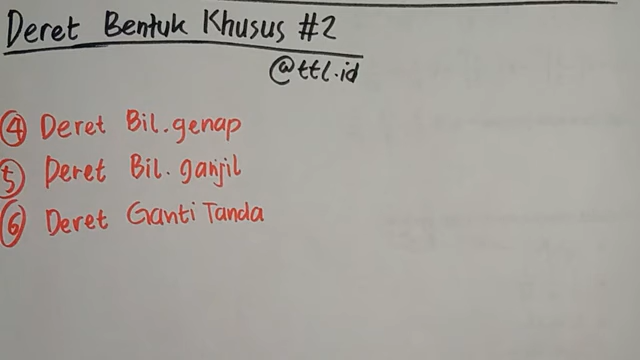 Deret Bentuk Khusus #2
@ttl.id
④ Deret Bil.genap
⑤ Deret Bil. ganjil
⑥ Deret Ganti Tanda